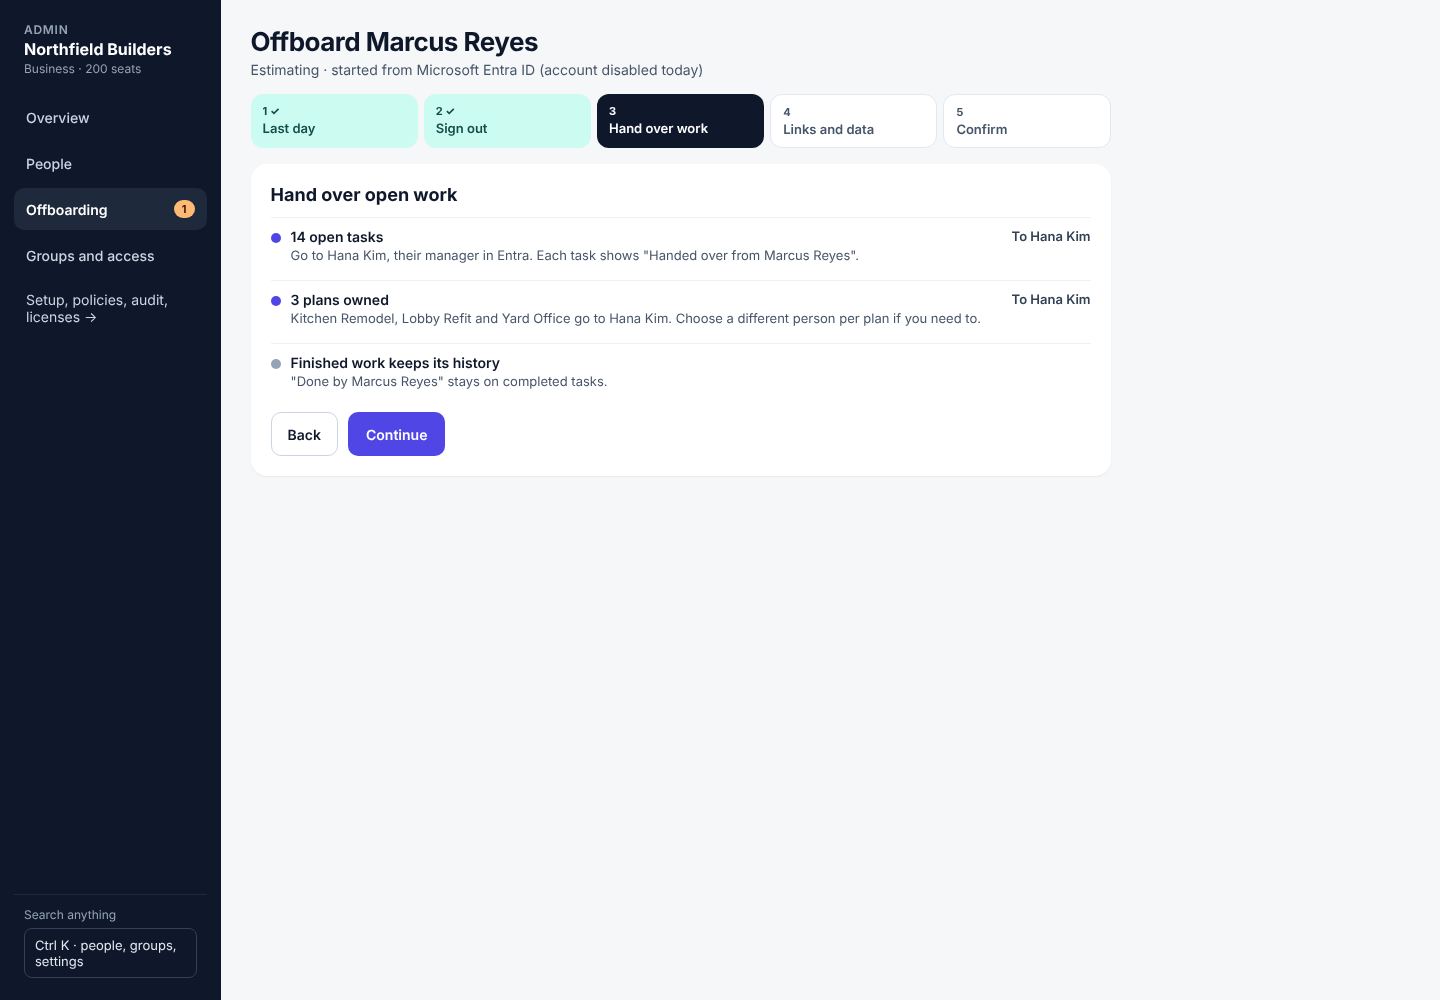 ADMIN
Northfield Builders
Business · 200 seats
Overview
People
Offboarding 1
Groups and access
Setup, policies, audit,
licenses →
Search anything
Ctrl K · people, groups,
settings
Offboard Marcus Reyes
Estimating · started from Microsoft Entra ID (account disabled today)
1 ✓
Last day
2 ✓
Sign out
3
Hand over work
4
Links and data
5
Confirm
Hand over open work
14 open tasks
To Hana Kim
Go to Hana Kim, their manager in Entra. Each task shows "Handed over from Marcus Reyes".
3 plans owned
To Hana Kim
Kitchen Remodel, Lobby Refit and Yard Office go to Hana Kim. Choose a different person per plan if you need to.
Finished work keeps its history
"Done by Marcus Reyes" stays on completed tasks.
Back
Continue